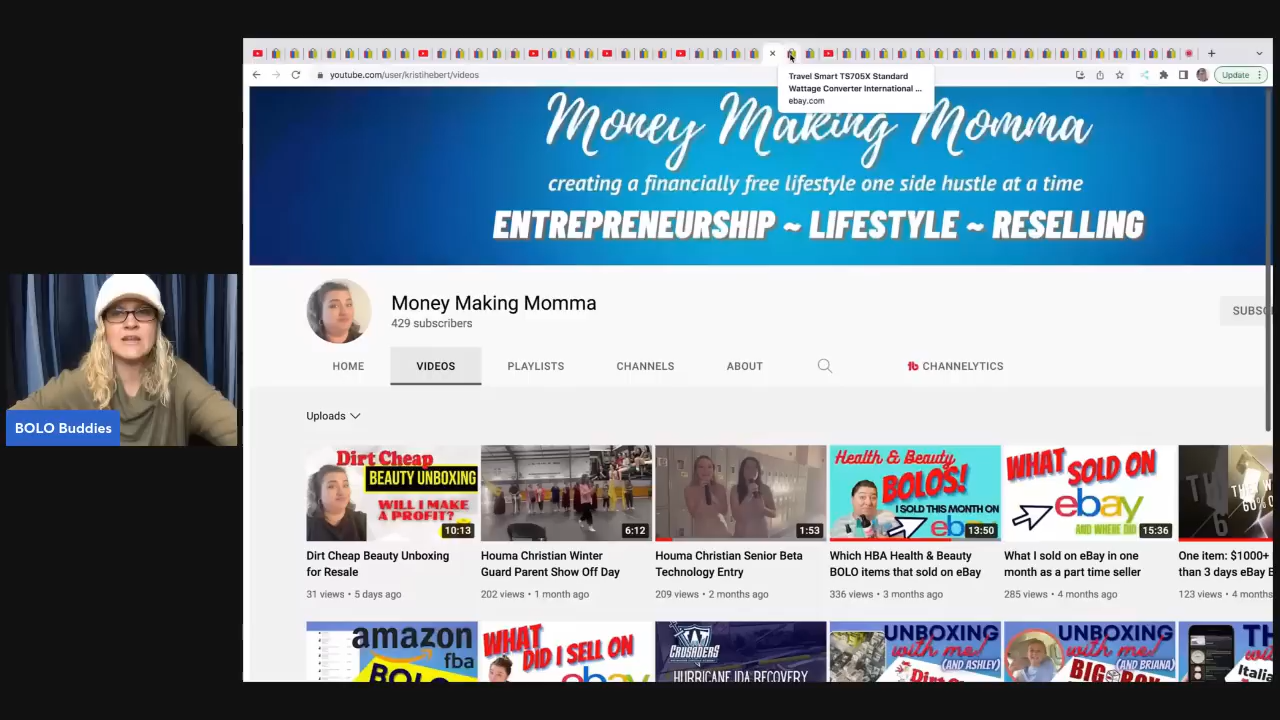 youtube.com/user/kristihebert/videos
Update
Travel Smart TS705X Standard
Wattage Converter International ...
ebay.com
Money Making Momma
creating a financially free lifestyle one side hustle at a time
ENTREPRENEURSHIP ~ LIFESTYLE ~ RESELLING
Money Making Momma
429 subscribers
SUBSC
HOME
VIDEOS
PLAYLISTS
CHANNELS
ABOUT
CHANNELYTICS
Uploads
BOLO Buddies
Dirt Cheap
BEAUTY UNBOXING
WILL I MAKE
A PROFIT?
10:13
6:12
1:53
Health & Beauty
BOLOS!
I SOLD THIS MONTH ON
eb
13:50
WHAT SOLD ON
ebay
AND WHERE DID
15:36
Dirt Cheap Beauty Unboxing
for Resale
31 views • 5 days ago
Houma Christian Winter
Guard Parent Show Off Day
202 views • 1 month ago
Houma Christian Senior Beta
Technology Entry
209 views • 2 months ago
Which HBA Health & Beauty
BOLO items that sold on eBay
336 views • 3 months ago
What I sold on eBay in one
month as a part time seller
285 views • 4 months ago
One item: $1000+
than 3 days eBay B
123 views • 4 months
amazon
fba
BOLO
WHAT
DID I SELL ON
ebay
CRUSADERS
HURRICANE IDA RECOVERY
UNBOXING
with me!
(AND ASHLEY)
UNBOXING
with me!
(AND BRIANA)
BIG BOX
TH
with
Italia